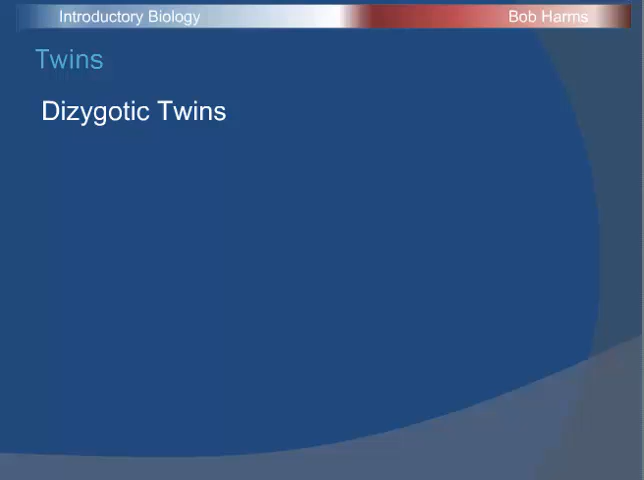 Introductory Biology
Bob Harms
Twins
Dizygotic Twins